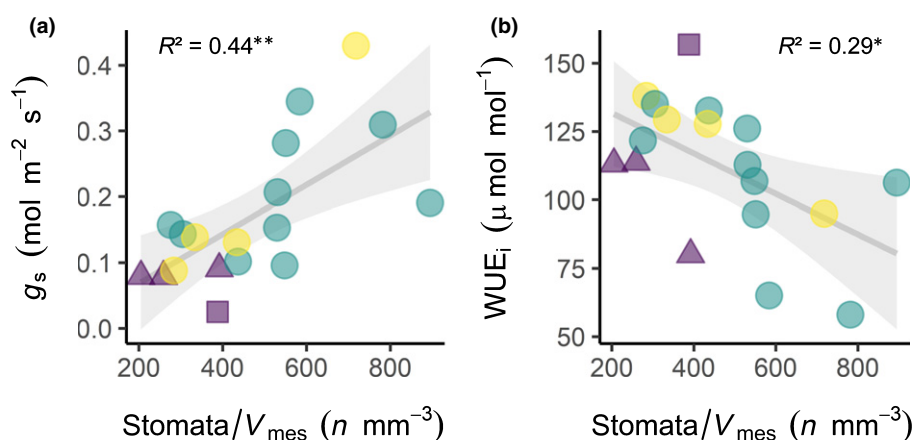 (a)
R² = 0.44**
gs (mol m−2 s−1)
0.4
0.3
0.2
0.1
0.0
200 400 600 800
Stomata/Vmes (n mm−3)
(b)
R² = 0.29*
WUEi (μ mol mol−1)
150
125
100
75
50
200 400 600 800
Stomata/Vmes (n mm−3)